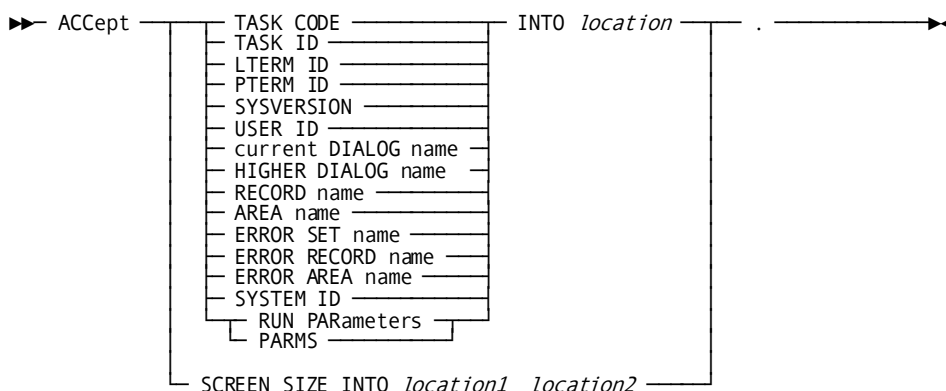 ACCept TASK CODE INTO location .
TASK ID
LTERM ID
PTERM ID
SYSVERSION
USER ID
current DIALOG name
HIGHER DIALOG name
RECORD name
AREA name
ERROR SET name
ERROR RECORD name
ERROR AREA name
SYSTEM ID
RUN PARameters
PARMS
SCREEN SIZE INTO location1 location2